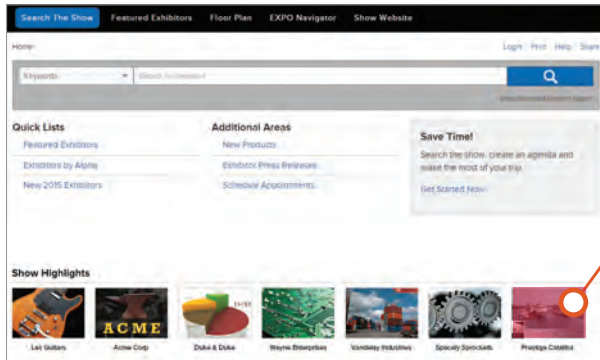 Search The Show Featured Exhibitors Floor Plan EXPO Navigator Show Website
Home Login Print Help Share
Keywords
Quick Lists Additional Areas Save Time!
Featured Exhibitors New Products Search the show, create an agenda and
Exhibitors by Alpha Exhibitor Press Releases make the most of your trip.
New 2015 Exhibitors Schedule Appointments Get Started Now
Show Highlights
ACME
Les Guitars Acme Corp Duke & Duke Wayne Enterprises Vandelay Industries Specialty Sprockets Prestige Catalina